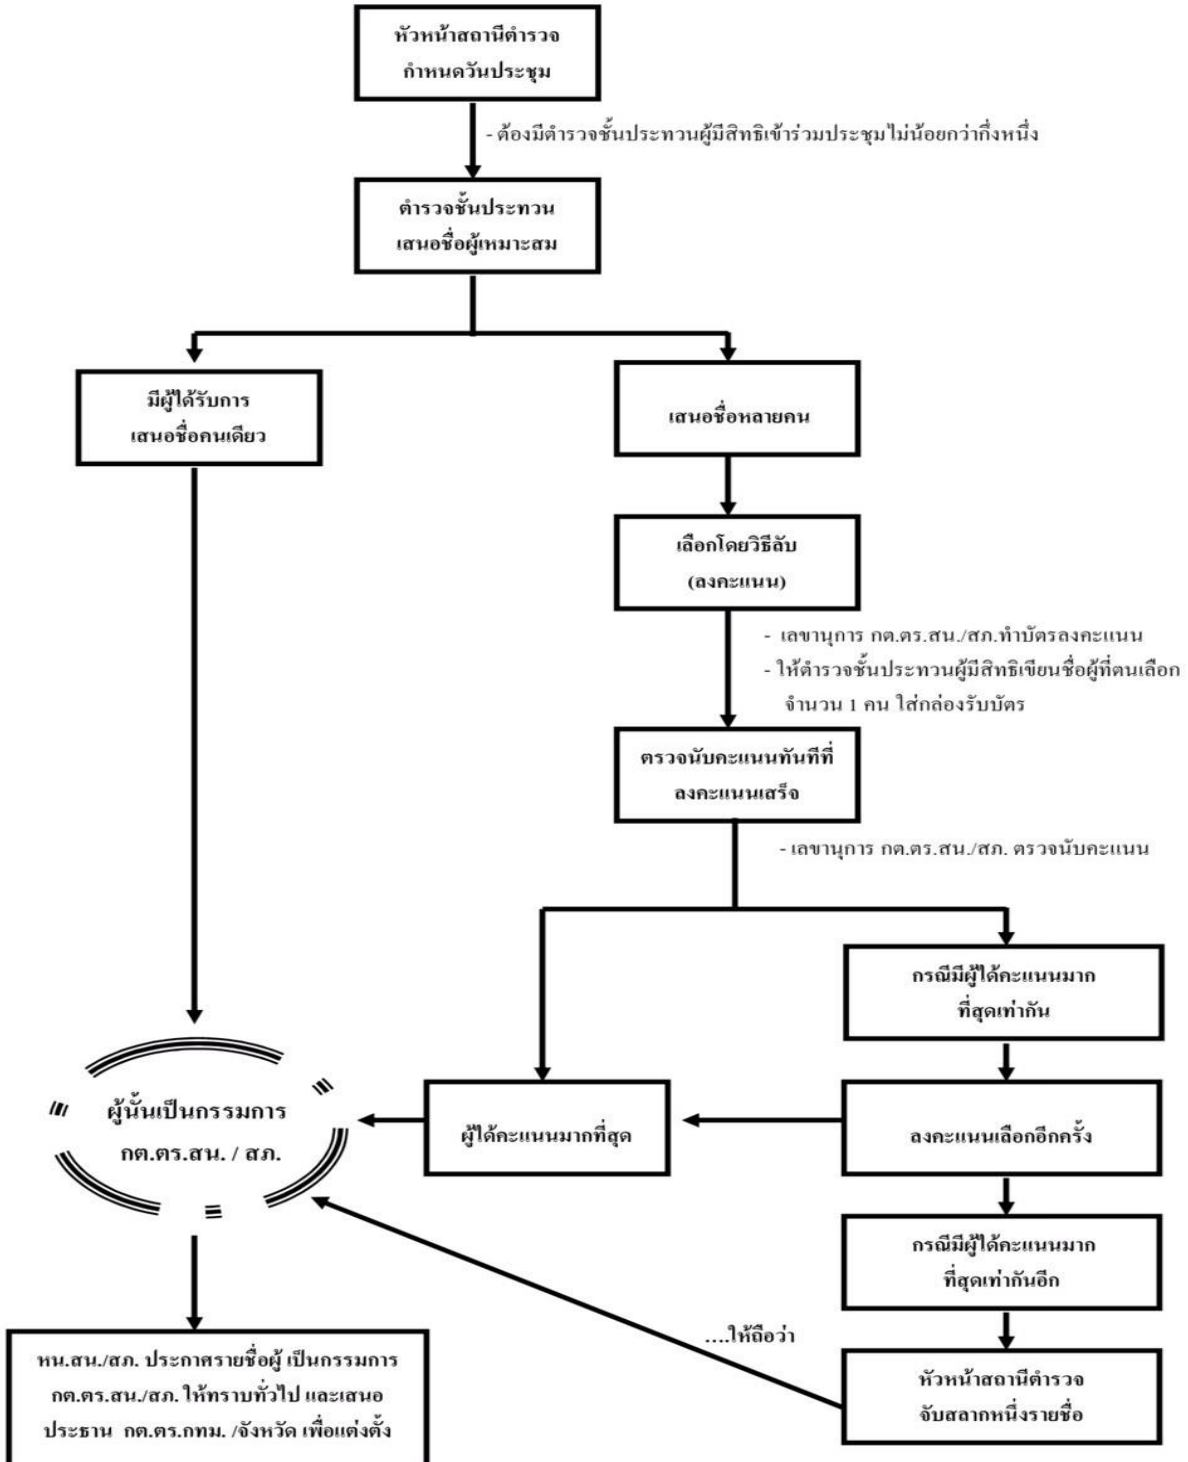 หัวหน้าสถานีตำรวจ
กำหนดวันประชุม
- ต้องมีตำรวจชั้นประทวนผู้มีสิทธิเข้าร่วมประชุมไม่น้อยกว่ากึ่งหนึ่ง
ตำรวจชั้นประทวน
เสนอชื่อผู้เหมาะสม
มีผู้ได้รับการ
เสนอชื่อคนเดียว
เสนอชื่อหลายคน
เลือกโดยวิธีลับ
(ลงคะแนน)
- เลขานุการ กต.ตร.สน./สภ.ทำบัตรลงคะแนน
- ให้ตำรวจชั้นประทวนผู้มีสิทธิเขียนชื่อผู้ที่ตนเลือก
จำนวน 1 คน ใส่กล่องรับบัตร
ตรวจนับคะแนนทันทีที่
ลงคะแนนเสร็จ
- เลขานุการ กต.ตร.สน./สภ. ตรวจนับคะแนน
กรณีมีผู้ได้คะแนนมาก
ที่สุดเท่ากัน
ผู้นั้นเป็นกรรมการ
กต.ตร.สน. / สภ.
ผู้ได้คะแนนมากที่สุด
ลงคะแนนเลือกอีกครั้ง
กรณีมีผู้ได้คะแนนมาก
ที่สุดเท่ากันอีก
....ให้ถือว่า
หัวหน้าสถานีตำรวจ
จับสลากหนึ่งรายชื่อ
หน.สน./สภ. ประกาศรายชื่อผู้ เป็นกรรมการ
กต.ตร.สน./สภ. ให้ทราบทั่วไป และเสนอ
ประธาน กต.ตร.กทม. /จังหวัด เพื่อแต่งตั้ง